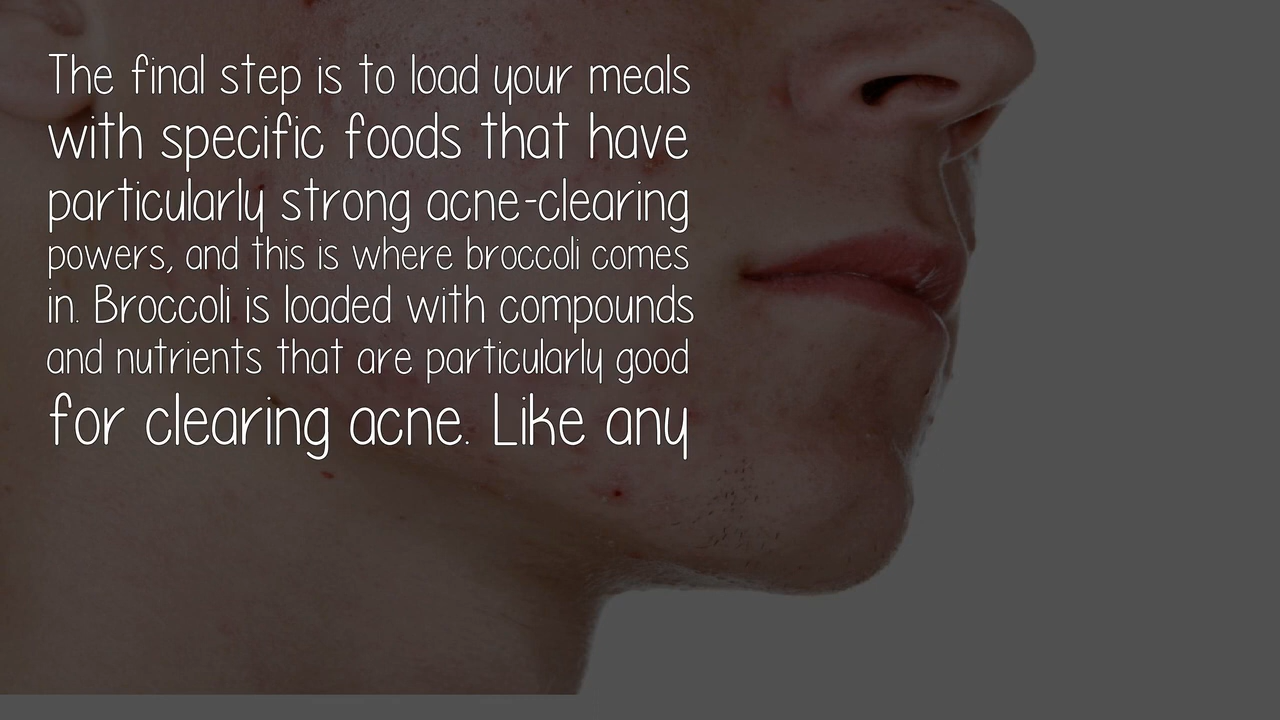 The final step is to load your meals
with specific foods that have
particularly strong acne-clearing
powers, and this is where broccoli comes
in. Broccoli is loaded with compounds
and nutrients that are particularly good
for clearing acne. Like any